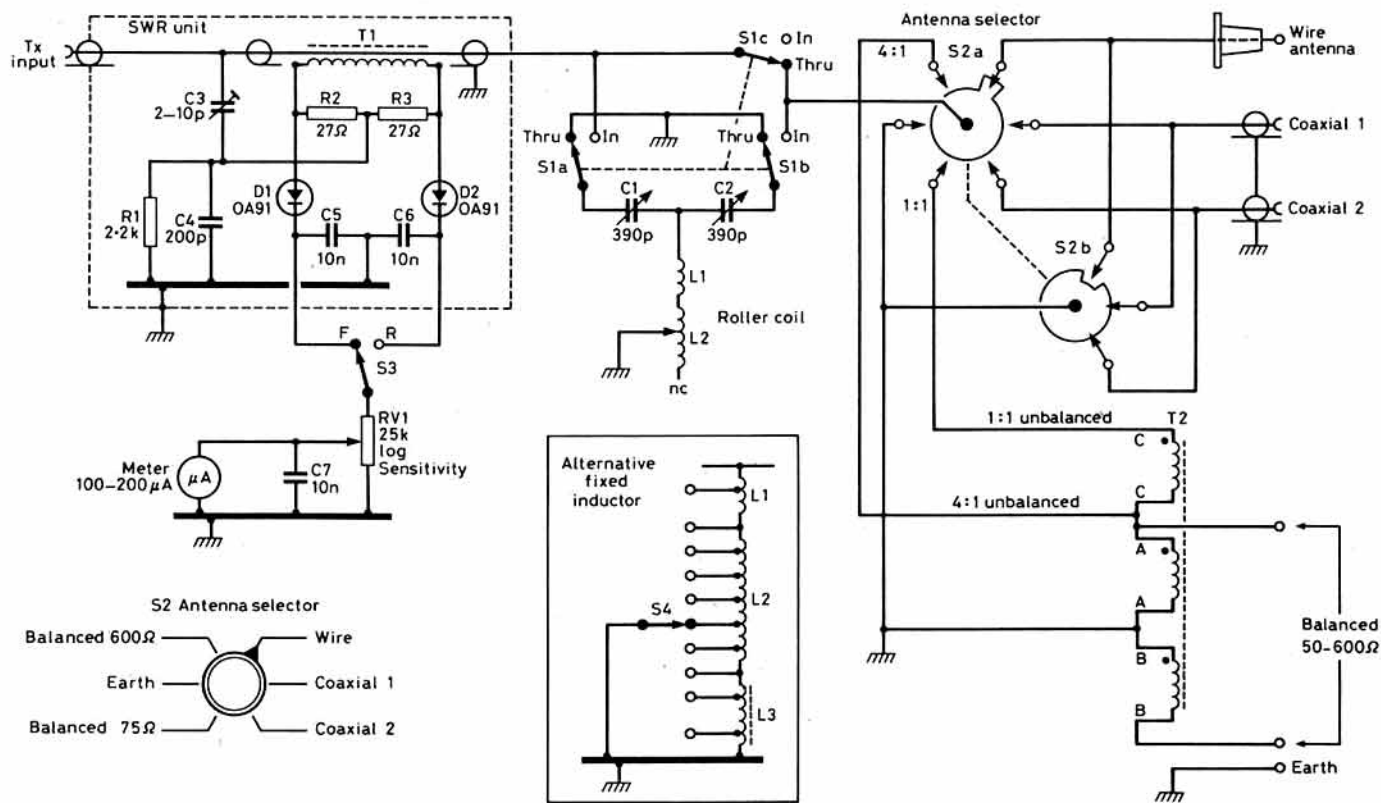 SWR unit
Tx
input
T1
C3
2–10p
R2
27Ω
R3
27Ω
R1
2·2k
C4
200p
D1
OA91
D2
OA91
C5
10n
C6
10n
F
R
S3
RV1
25k
log
Sensitivity
Meter
100–200µA
µA
C7
10n
S1c
In
Thru
Thru
In
Thru
In
S1a
S1b
C1
390p
C2
390p
L1
Roller coil
L2
nc
Antenna selector
4:1
S2a
Wire
antenna
Coaxial 1
Coaxial 2
1:1
S2b
1:1 unbalanced
T2
C
C
4:1 unbalanced
A
A
B
B
Balanced
50–600Ω
Earth
Alternative
fixed
inductor
L1
L2
S4
L3
S2 Antenna selector
Balanced 600Ω
Wire
Earth
Coaxial 1
Balanced 75Ω
Coaxial 2